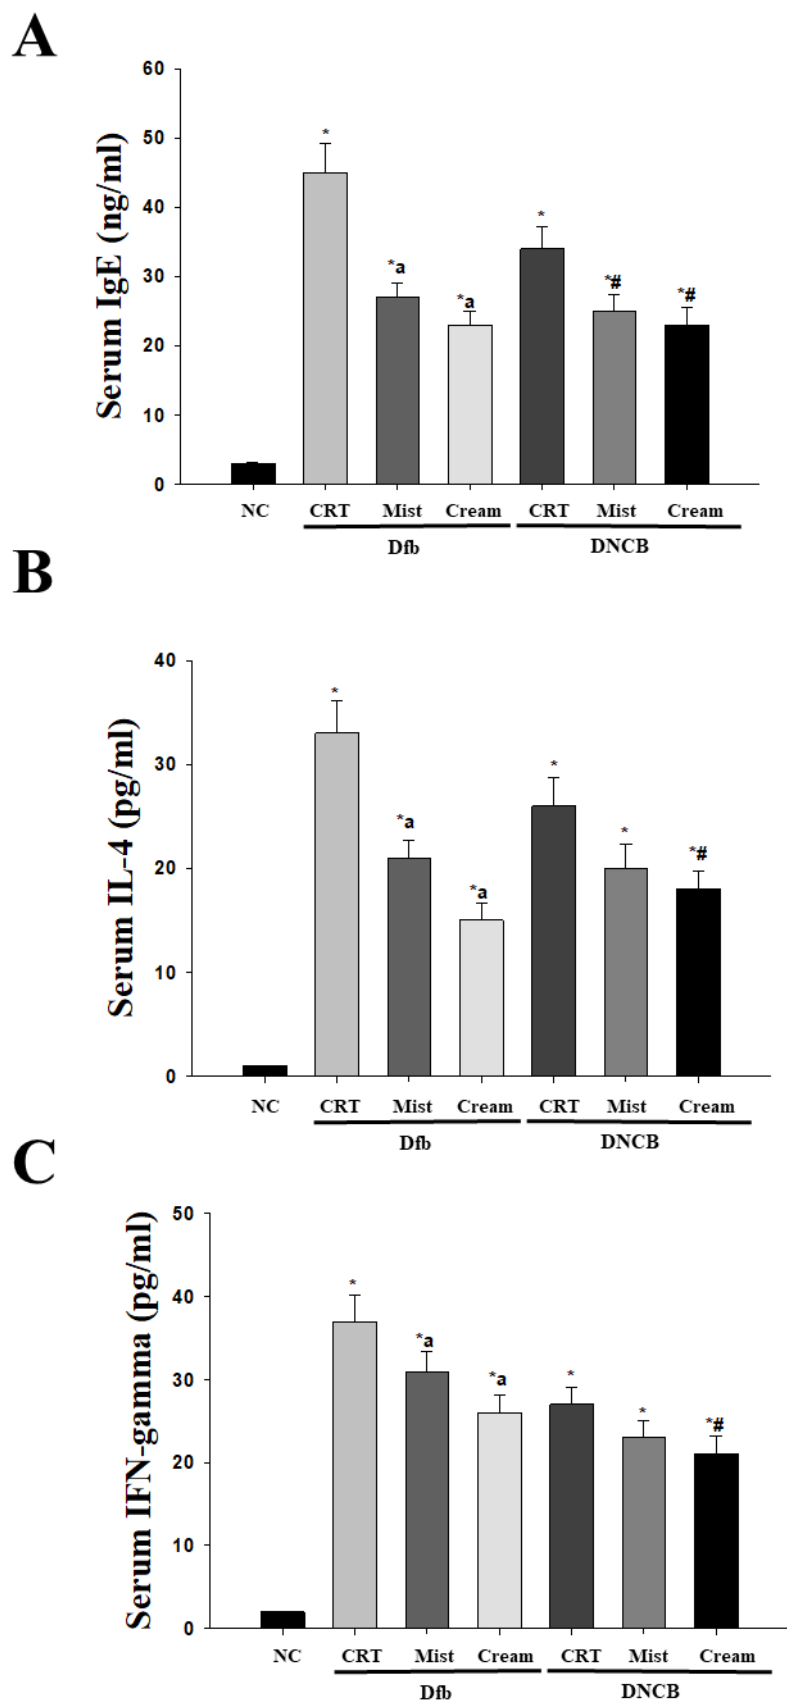 A
Serum IgE (ng/ml)
60
50
40
30
20
10
0
*
*a
*a
*
*#
*#
NC CRT Mist Cream CRT Mist Cream
Dfb DNCB
B
Serum IL-4 (pg/ml)
40
30
20
10
0
*
*a
*a
*
*
*#
NC CRT Mist Cream CRT Mist Cream
Dfb DNCB
C
Serum IFN-gamma (pg/ml)
50
40
30
20
10
0
*
*a
*a
*
*
*#
NC CRT Mist Cream CRT Mist Cream
Dfb DNCB